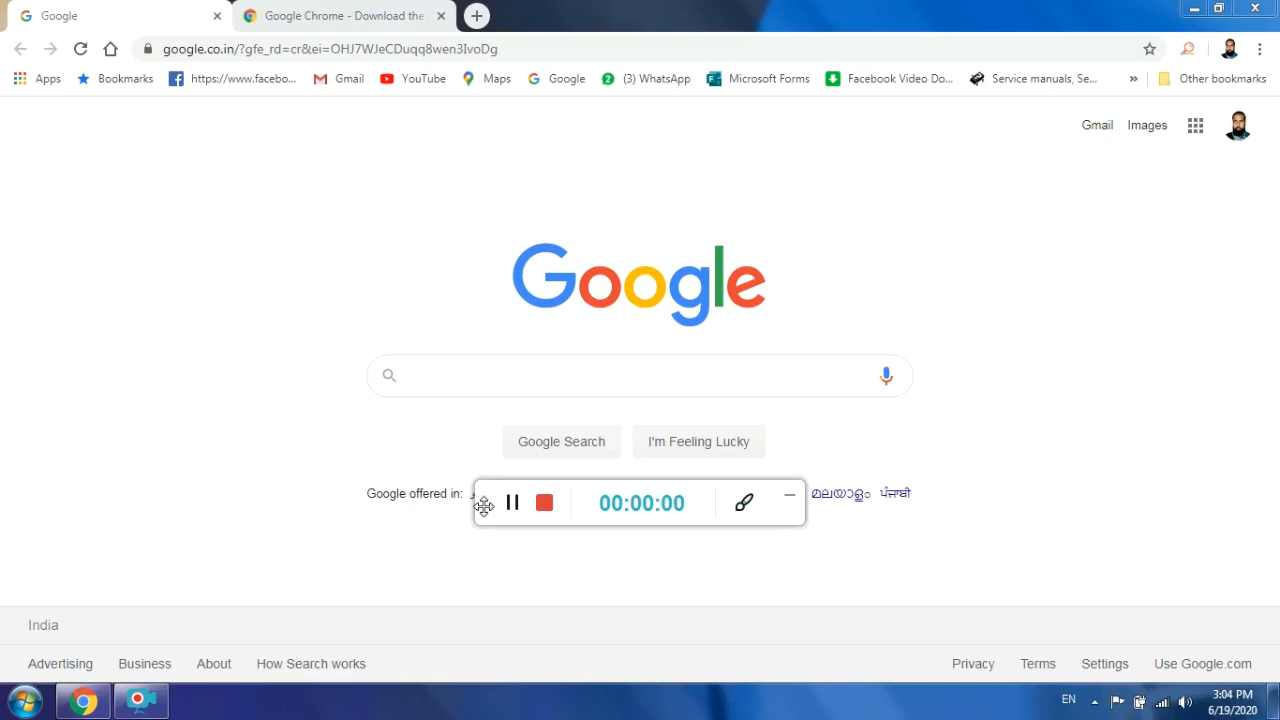 Google
Google Chrome - Download the
google.co.in/?gfe_rd=cr&ei=OHJ7WJeCDuqq8wen3IvoDg
Apps Bookmarks https://www.facebo... Gmail YouTube Maps Google (3) WhatsApp Microsoft Forms Facebook Video Do... Service manuals, Se... » Other bookmarks
Gmail Images
Google
Google Search I'm Feeling Lucky
Google offered in: മലയാളം ਪੰਜਾਬੀ
00:00:00
India
Advertising Business About How Search works Privacy Terms Settings Use Google.com
EN 3:04 PM
6/19/2020